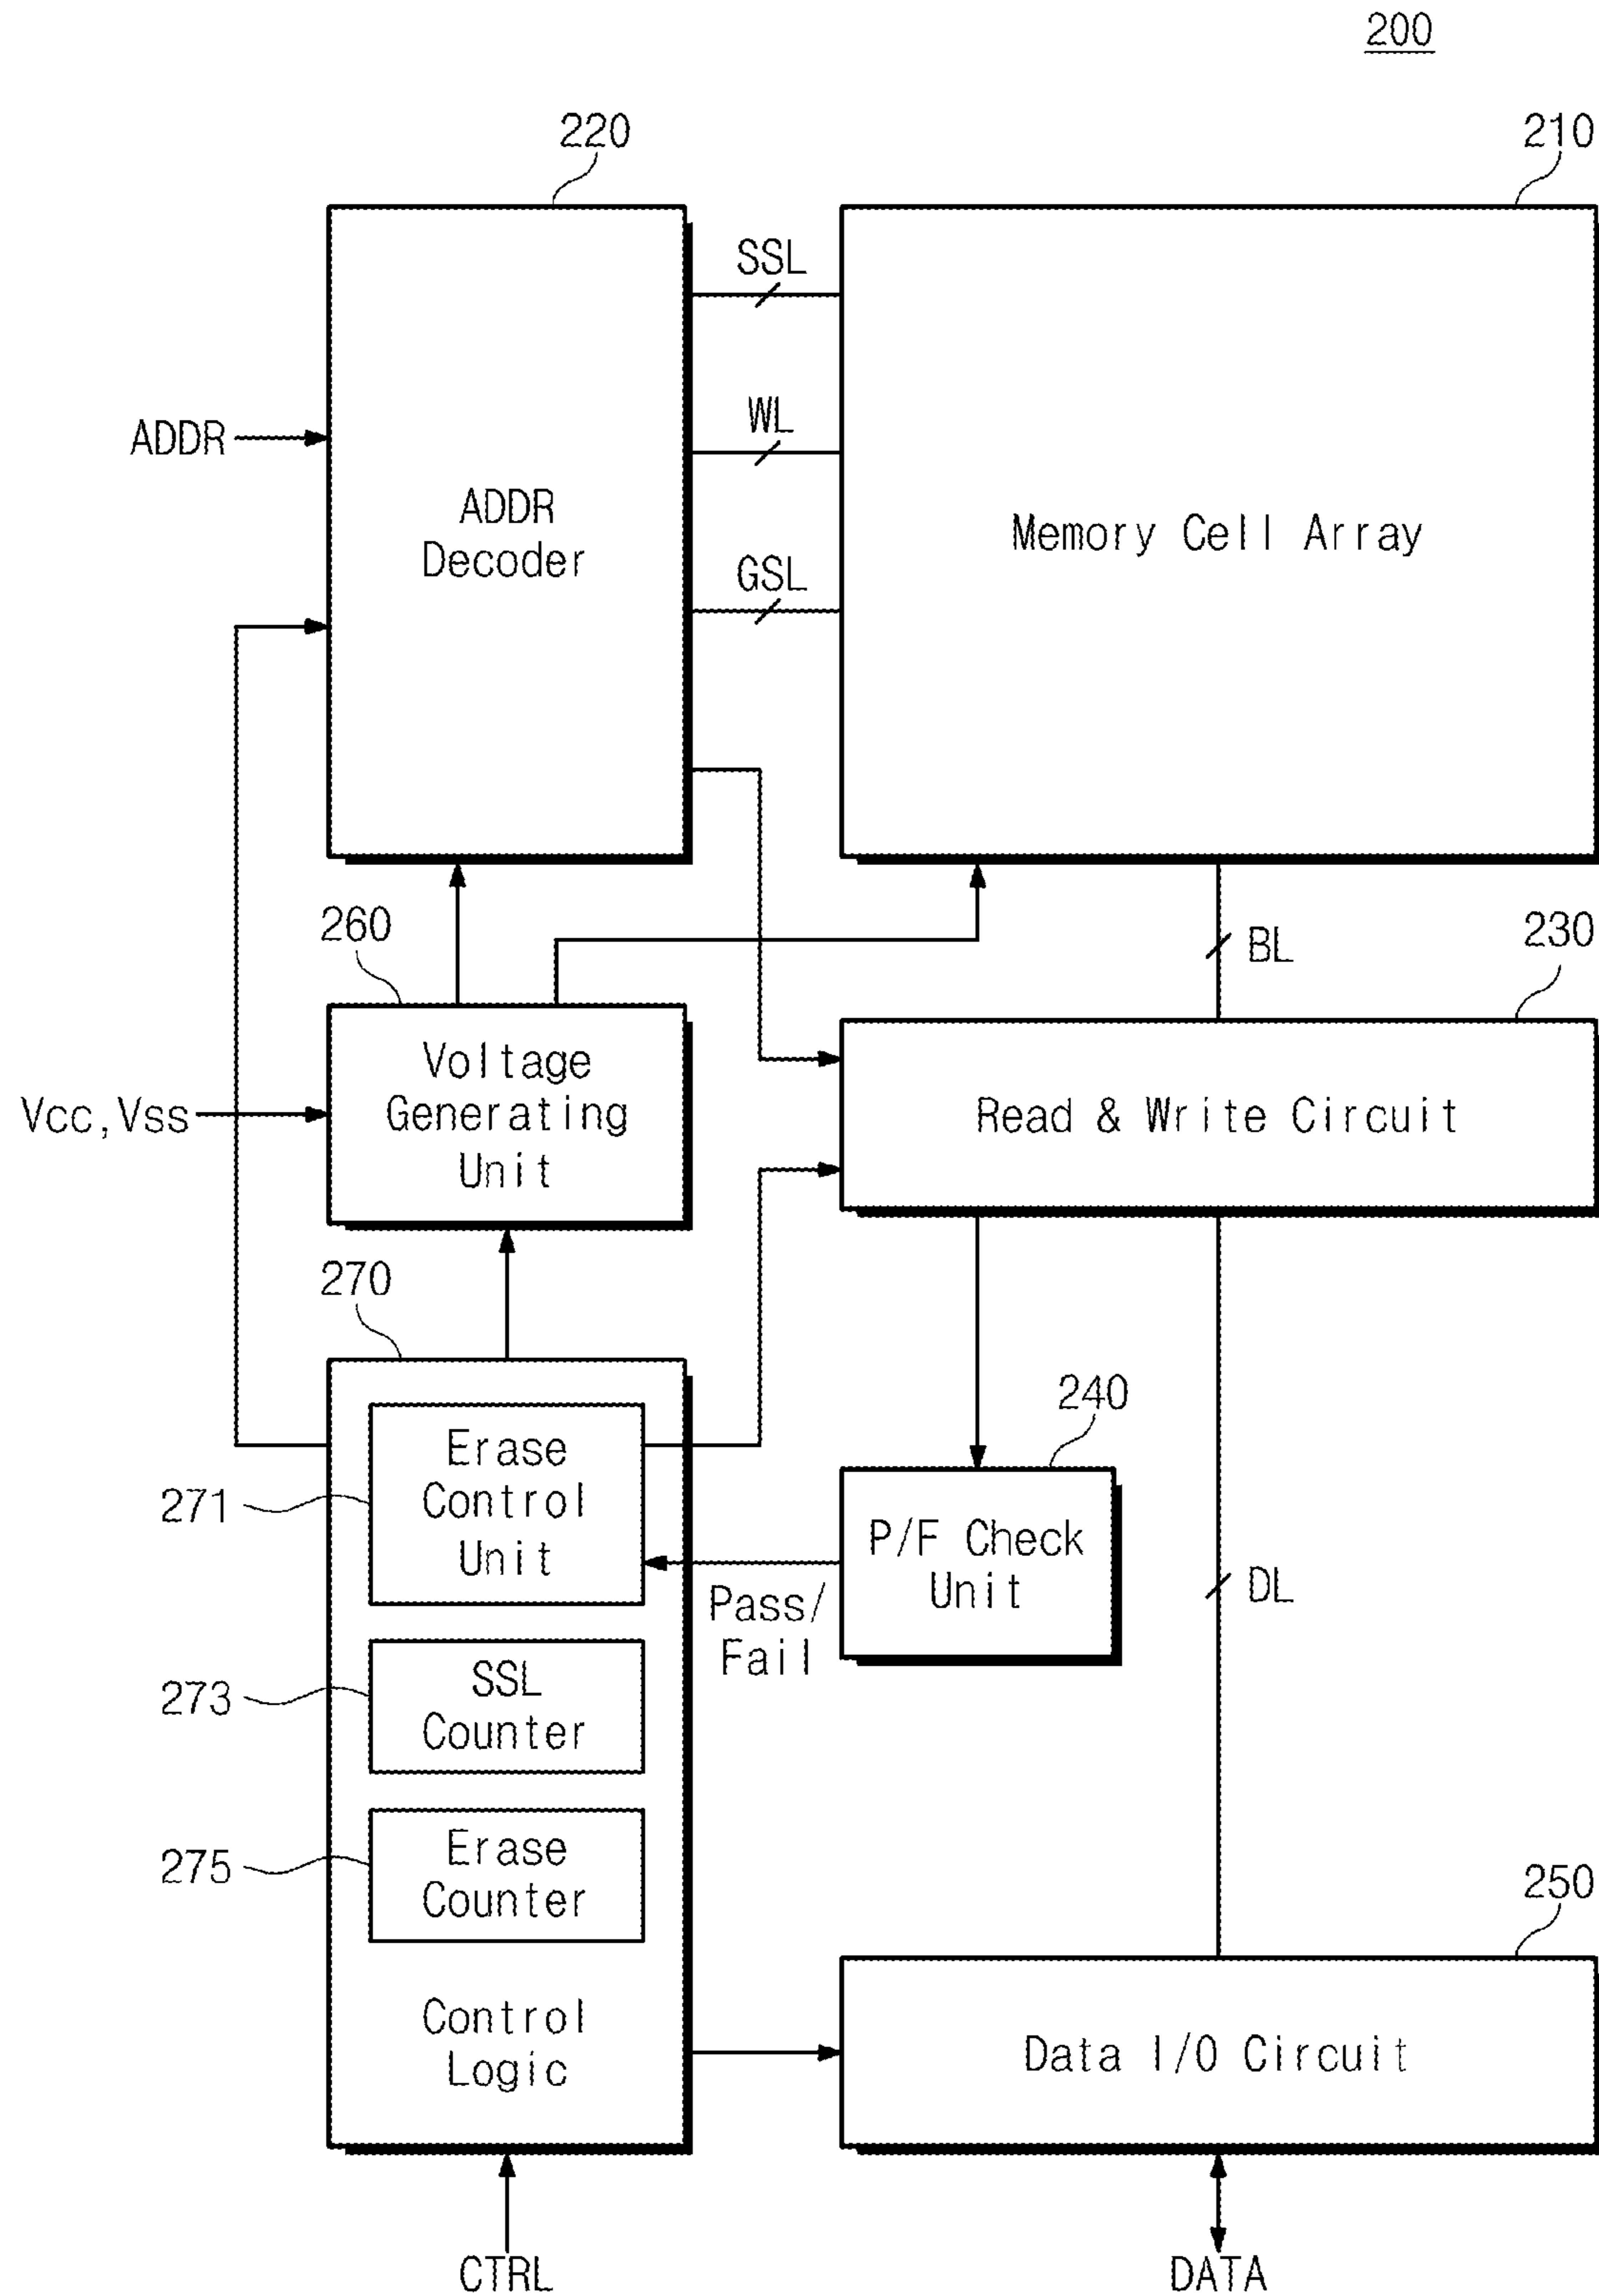 200
220
210
SSL
WL
GSL
ADDR
ADDR
Decoder
Memory Cell Array
260
BL
230
Vcc,Vss
Voltage
Generating
Unit
Read & Write Circuit
270
240
271
Erase
Control
Unit
P/F Check
Unit
Pass/
Fail
DL
273
SSL
Counter
275
Erase
Counter
250
Control
Logic
Data I/O Circuit
CTRL
DATA